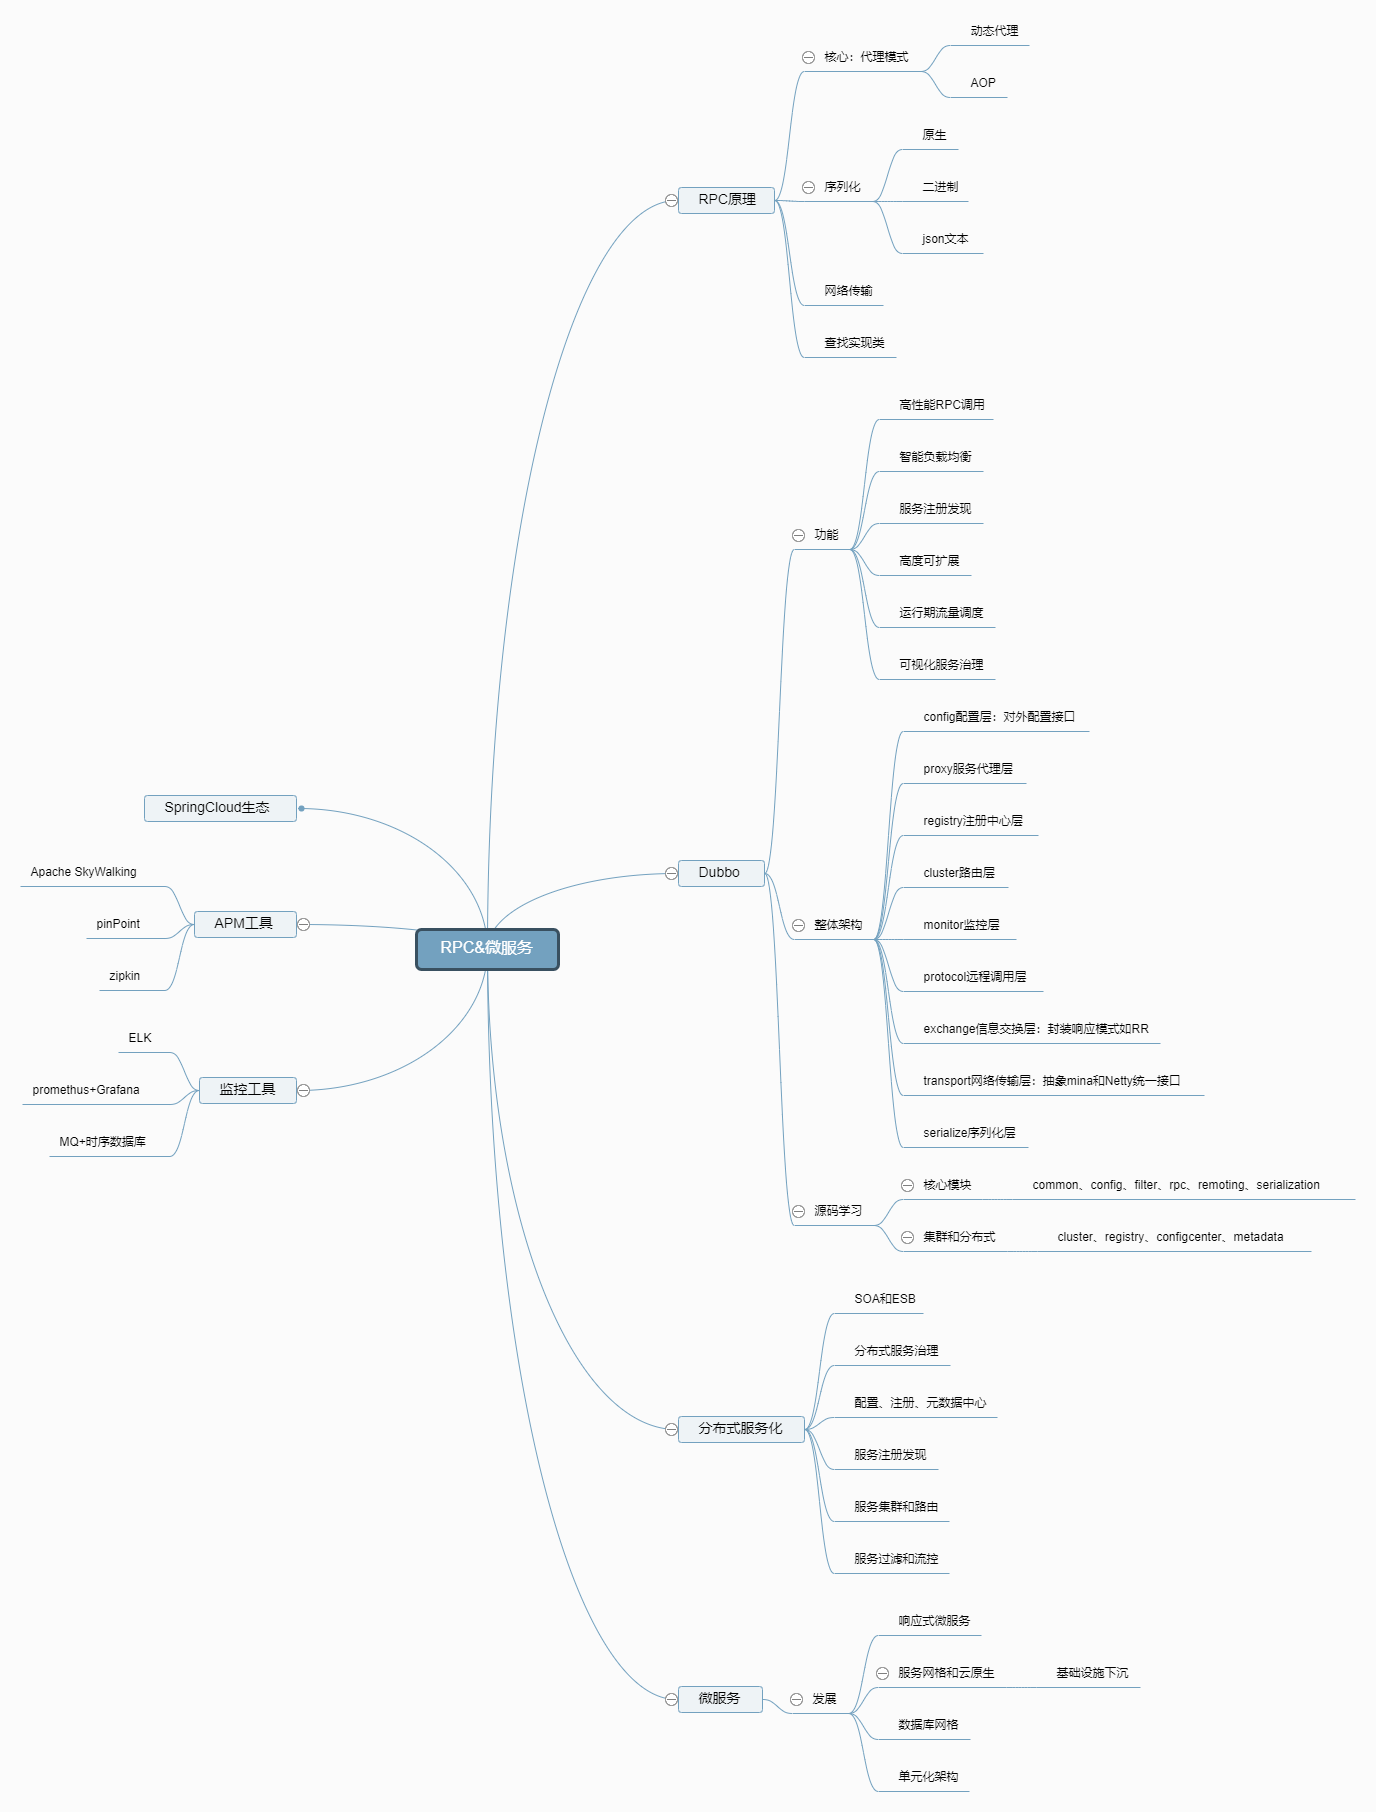 RPC&微服务
RPC原理
核心：代理模式
动态代理
AOP
序列化
原生
二进制
json文本
网络传输
查找实现类
Dubbo
功能
高性能RPC调用
智能负载均衡
服务注册发现
高度可扩展
运行期流量调度
可视化服务治理
整体架构
config配置层：对外配置接口
proxy服务代理层
registry注册中心层
cluster路由层
monitor监控层
protocol远程调用层
exchange信息交换层：封装响应模式如RR
transport网络传输层：抽象mina和Netty统一接口
serialize序列化层
源码学习
核心模块
common、config、filter、rpc、remoting、serialization
集群和分布式
cluster、registry、configcenter、metadata
分布式服务化
SOA和ESB
分布式服务治理
配置、注册、元数据中心
服务注册发现
服务集群和路由
服务过滤和流控
微服务
发展
响应式微服务
服务网格和云原生
基础设施下沉
数据库网格
单元化架构
SpringCloud生态
APM工具
Apache SkyWalking
pinPoint
zipkin
监控工具
ELK
promethus+Grafana
MQ+时序数据库